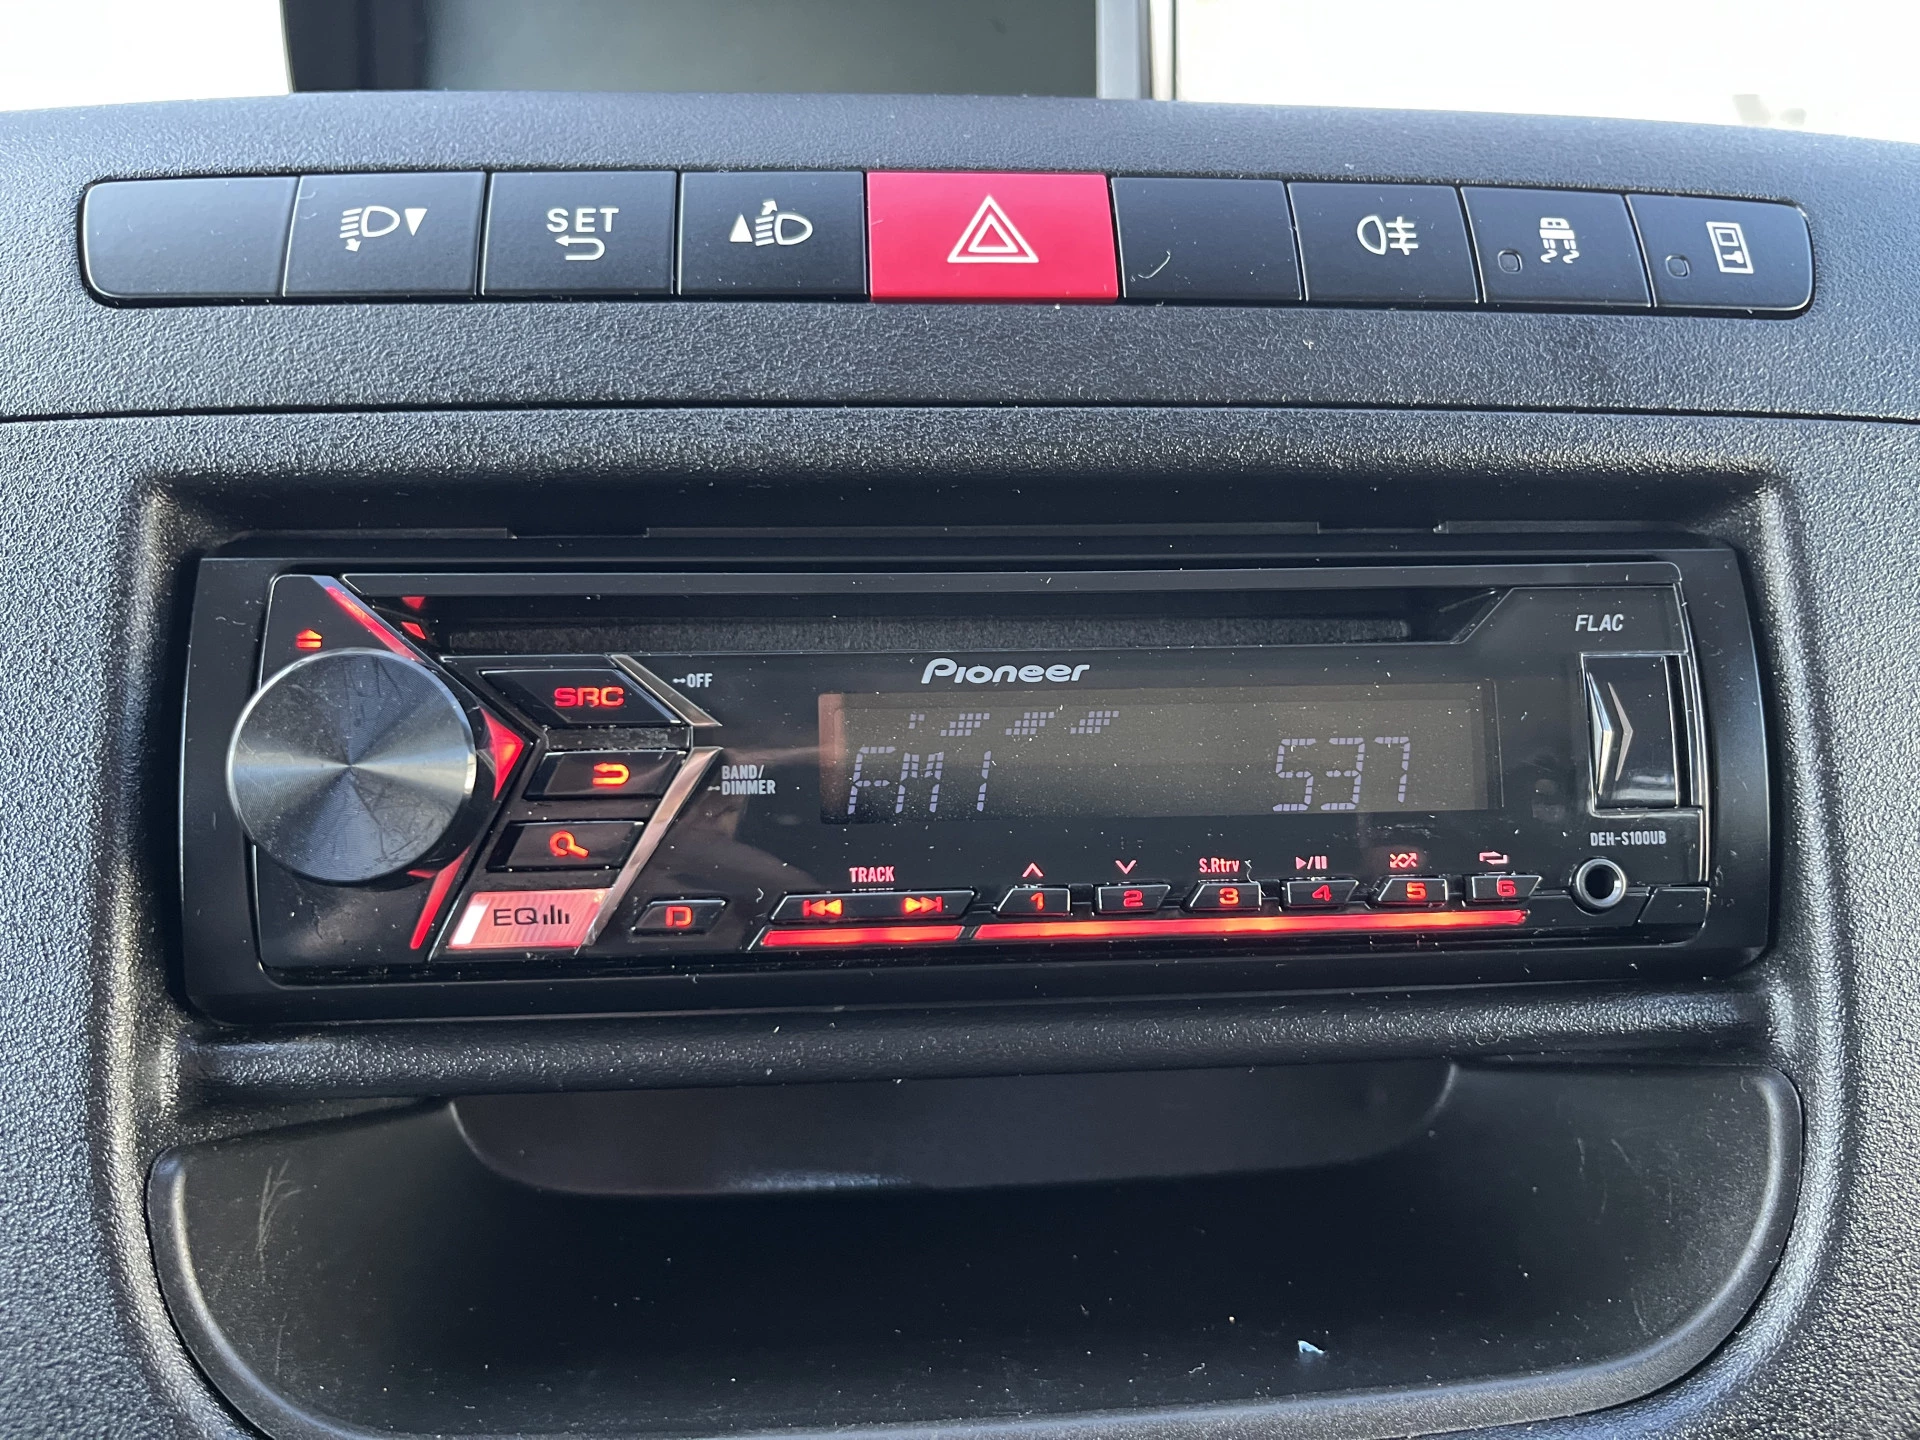 SET
FLAC
Pioneer
SRC
OFF
FM1 537
BAND/
DIMMER
DEH-S100UB
TRACK
S.Rtrv
EQ
D
1 2 3 4 5 6